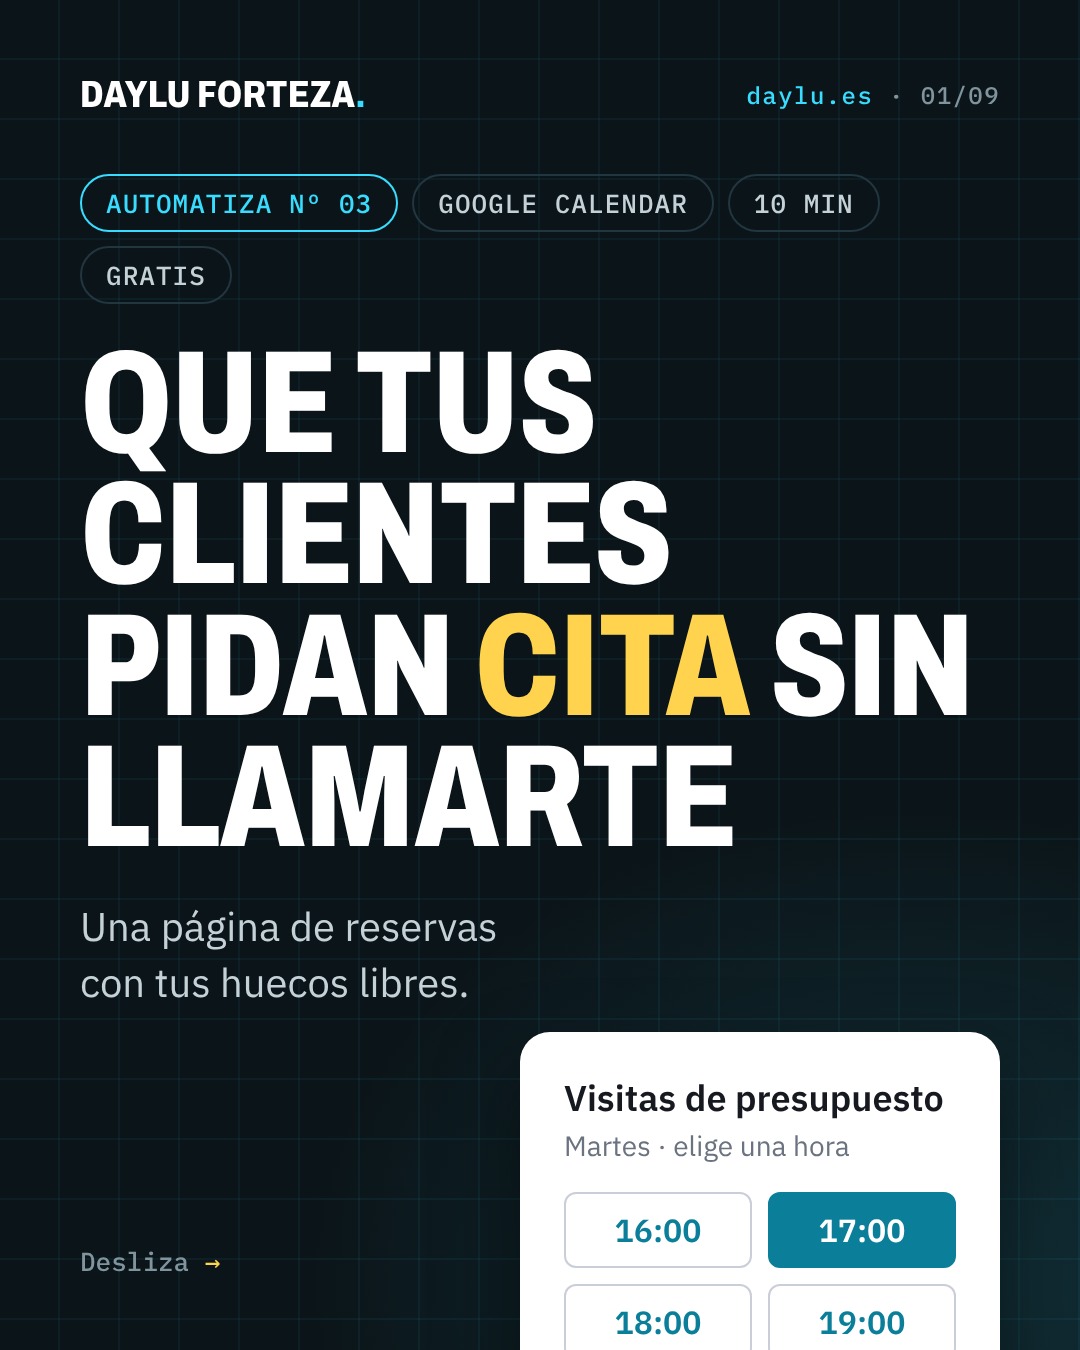 DAYLU FORTEZA.
daylu.es · 01/09
AUTOMATIZA Nº 03
GOOGLE CALENDAR
10 MIN
GRATIS
QUE TUS
CLIENTES
PIDAN CITA SIN
LLAMARTE
Una página de reservas
con tus huecos libres.
Visitas de presupuesto
Martes · elige una hora
16:00
17:00
18:00
19:00
Desliza →